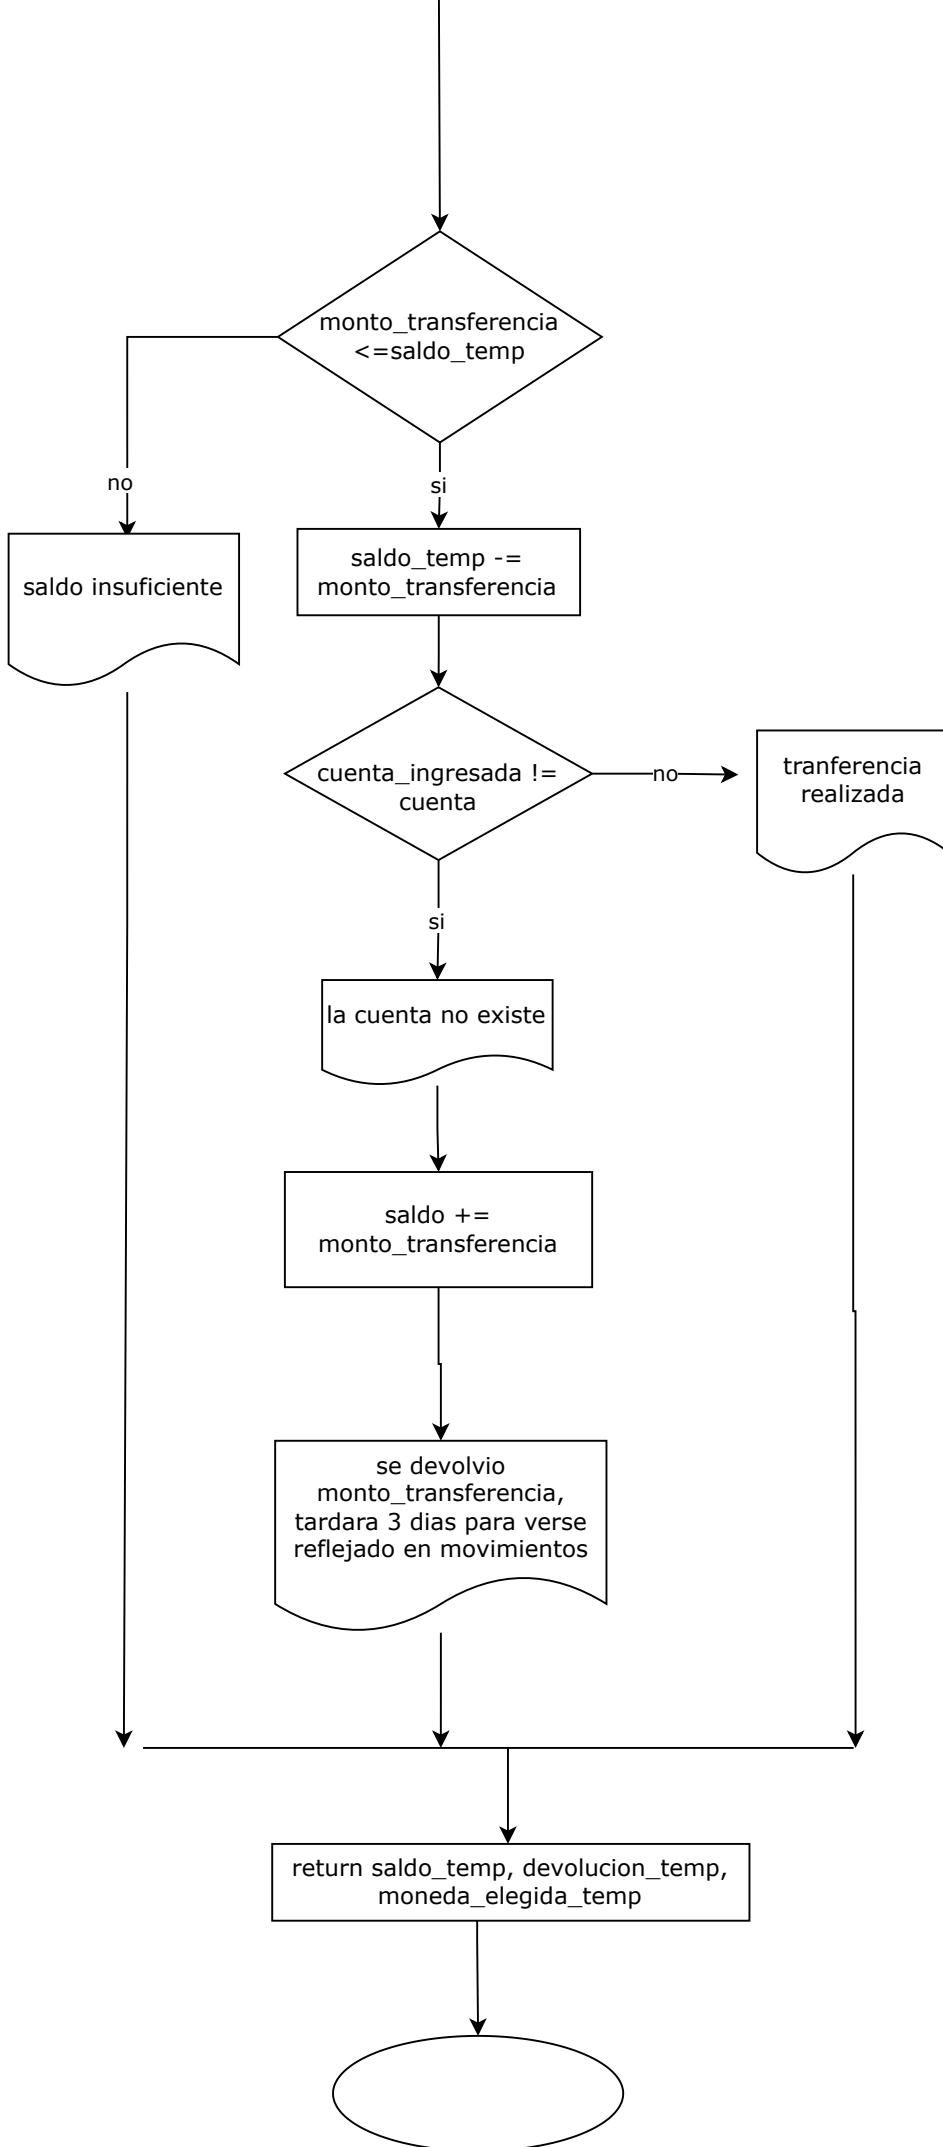 monto_transferencia
<=saldo_temp
no
si
saldo insuficiente
saldo_temp -=
monto_transferencia
cuenta_ingresada !=
cuenta
no
tranferencia
realizada
si
la cuenta no existe
saldo +=
monto_transferencia
se devolvio
monto_transferencia,
tardara 3 dias para verse
reflejado en movimientos
return saldo_temp, devolucion_temp,
moneda_elegida_temp